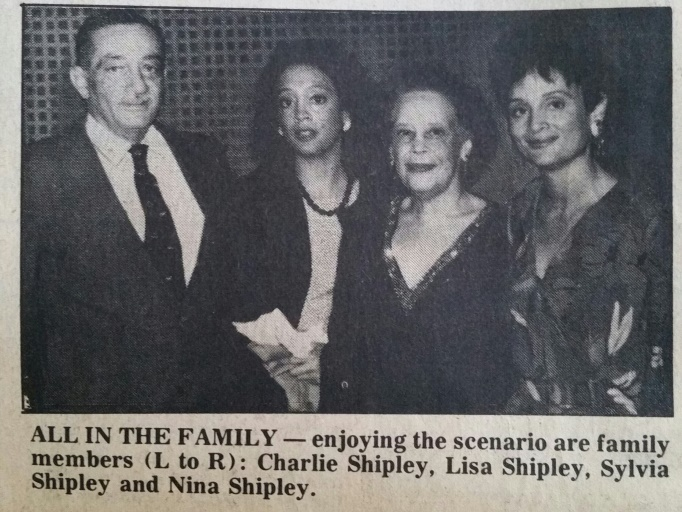 ALL IN THE FAMILY — enjoying the scenario are family
members (L to R): Charlie Shipley, Lisa Shipley, Sylvia
Shipley and Nina Shipley.